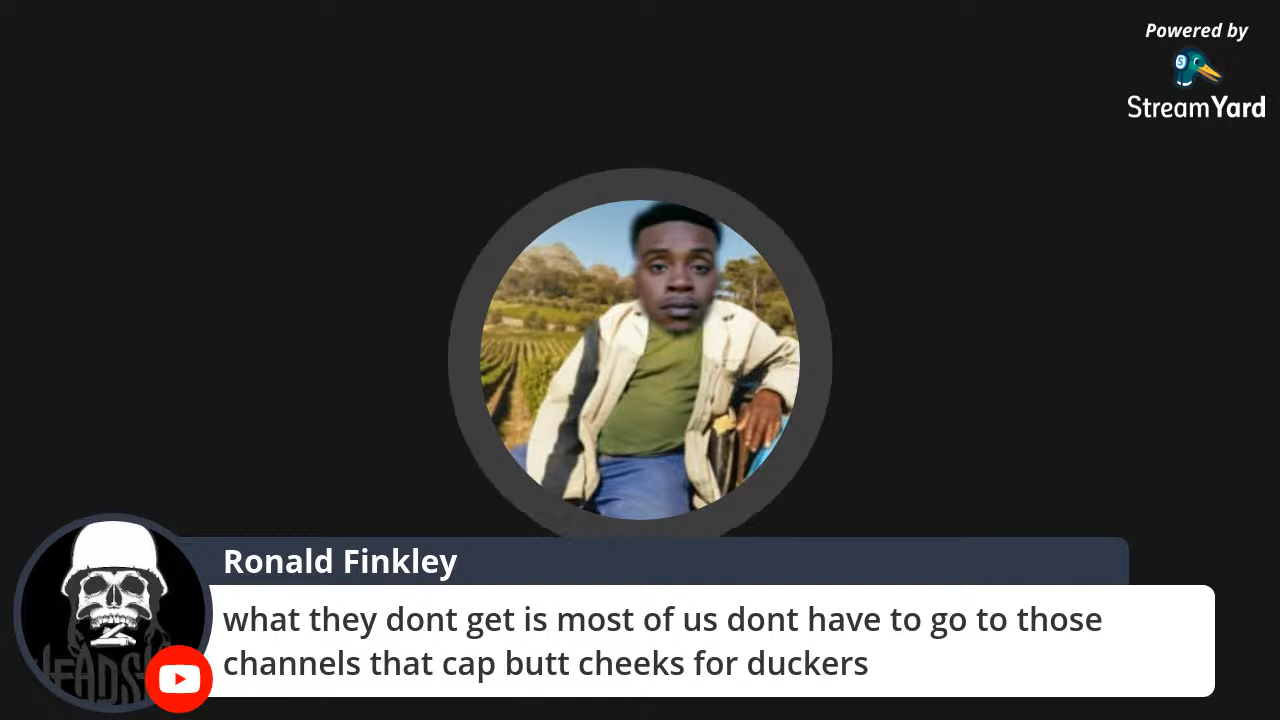 Powered by
StreamYard
Ronald Finkley
what they dont get is most of us dont have to go to those
channels that cap butt cheeks for duckers